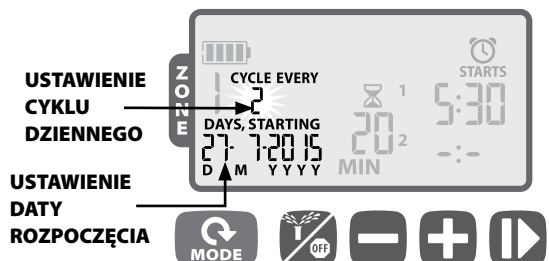 USTAWIENIE
CYKLU
DZIENNEGO
USTAWIENIE
DATY
ROZPOCZĘCIA
ZONE
1
CYCLE EVERY
2
DAYS, STARTING
27- 7-2015
D M Y Y Y Y
1
20 2
MIN
STARTS
5:30
-:-
MODE
OFF